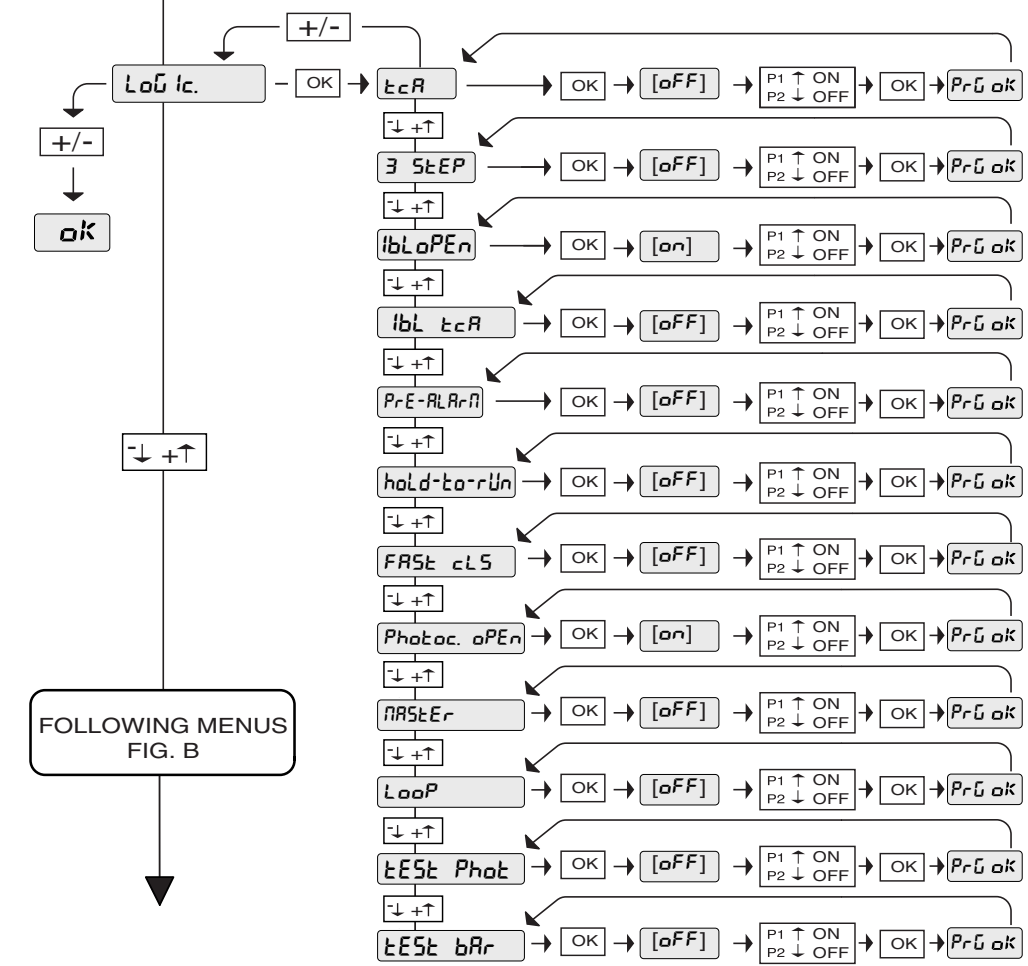 +/-
LoG Ic. OK tcA OK [oFF] P1 ↑ ON P2 ↓ OFF OK PrG oK
-↓ +↑
+/-
3 StEP OK [oFF] P1 ↑ ON P2 ↓ OFF OK PrG oK
-↓ +↑
oK
IbLoPEn OK [on] P1 ↑ ON P2 ↓ OFF OK PrG oK
-↓ +↑
IbL tcA OK [oFF] P1 ↑ ON P2 ↓ OFF OK PrG oK
-↓ +↑
PrE-ALArM OK [oFF] P1 ↑ ON P2 ↓ OFF OK PrG oK
-↓ +↑
-↓ +↑
hoLd-to-rUn OK [oFF] P1 ↑ ON P2 ↓ OFF OK PrG oK
-↓ +↑
FASt cLS OK [oFF] P1 ↑ ON P2 ↓ OFF OK PrG oK
-↓ +↑
Photoc. oPEn OK [on] P1 ↑ ON P2 ↓ OFF OK PrG oK
-↓ +↑
MAStEr OK [oFF] P1 ↑ ON P2 ↓ OFF OK PrG oK
FOLLOWING MENUS
FIG. B
-↓ +↑
LooP OK [oFF] P1 ↑ ON P2 ↓ OFF OK PrG oK
-↓ +↑
tESt Phot OK [oFF] P1 ↑ ON P2 ↓ OFF OK PrG oK
-↓ +↑
tESt bAr OK [oFF] P1 ↑ ON P2 ↓ OFF OK PrG oK